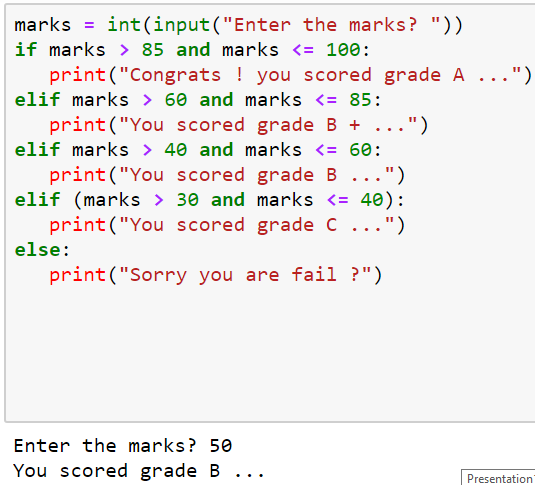 marks = int(input("Enter the marks? "))
if marks > 85 and marks <= 100:
   print("Congrats ! you scored grade A ...")
elif marks > 60 and marks <= 85:
   print("You scored grade B + ...")
elif marks > 40 and marks <= 60:
   print("You scored grade B ...")
elif (marks > 30 and marks <= 40):
   print("You scored grade C ...")
else:
   print("Sorry you are fail ?")
Enter the marks? 50
You scored grade B ...
Presentation